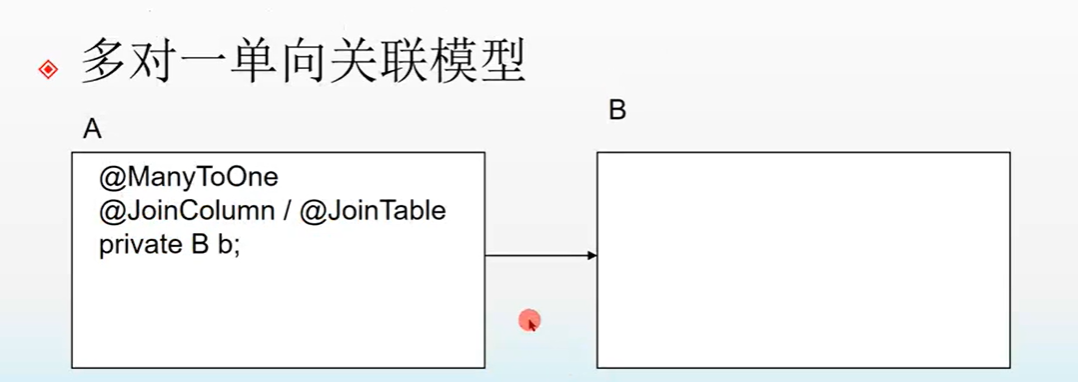 多对一单向关联模型
A
B
@ManyToOne
@JoinColumn / @JoinTable
private B b;